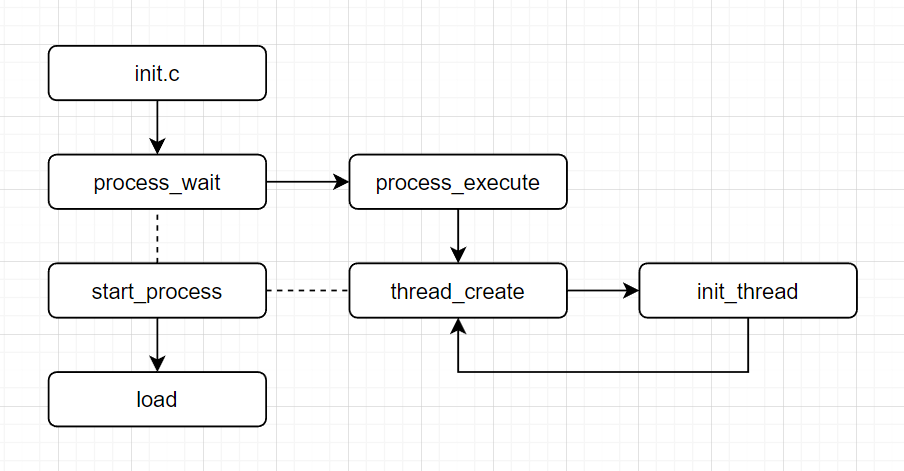 init.c
process_wait
process_execute
start_process
thread_create
init_thread
load